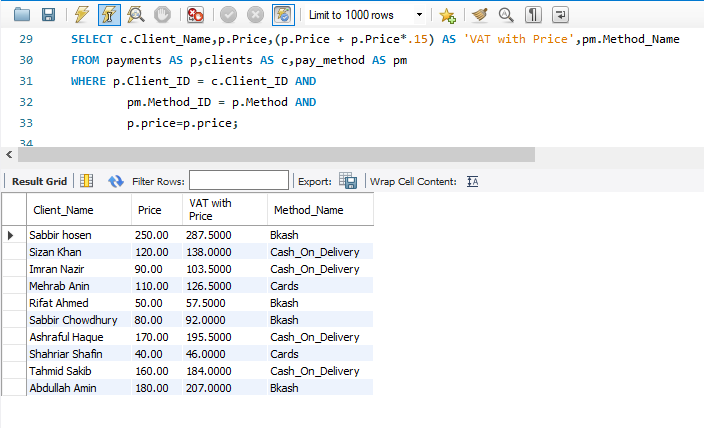 Limit to 1000 rows
29 SELECT c.Client_Name,p.Price,(p.Price + p.Price*.15) AS 'VAT with Price',pm.Method_Name
30 FROM payments AS p,clients AS c,pay_method AS pm
31 WHERE p.Client_ID = c.Client_ID AND
32 pm.Method_ID = p.Method AND
33 p.price=p.price;
34
Result Grid Filter Rows: Export: Wrap Cell Content: IA
Client_Name Price VAT with Price Method_Name
Sabbir hosen 250.00 287.5000 Bkash
Sizan Khan 120.00 138.0000 Cash_On_Delivery
Imran Nazir 90.00 103.5000 Cash_On_Delivery
Mehrab Anin 110.00 126.5000 Cards
Rifat Ahmed 50.00 57.5000 Bkash
Sabbir Chowdhury 80.00 92.0000 Bkash
Ashraful Haque 170.00 195.5000 Cash_On_Delivery
Shahriar Shafin 40.00 46.0000 Cards
Tahmid Sakib 160.00 184.0000 Cash_On_Delivery
Abdullah Amin 180.00 207.0000 Bkash